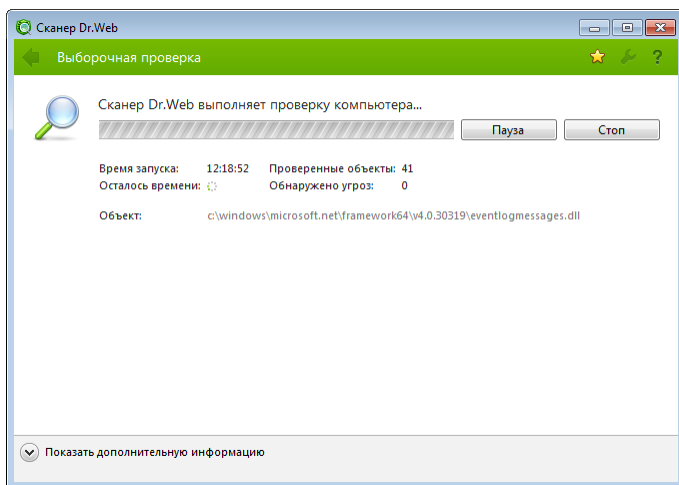 Сканер Dr.Web
Выборочная проверка
?
Сканер Dr.Web выполняет проверку компьютера...
Пауза Стоп
Время запуска: 12:18:52 Проверенные объекты: 41
Осталось времени: Обнаружено угроз: 0
Объект: c:\windows\microsoft.net\framework64\v4.0.30319\eventlogmessages.dll
Показать дополнительную информацию